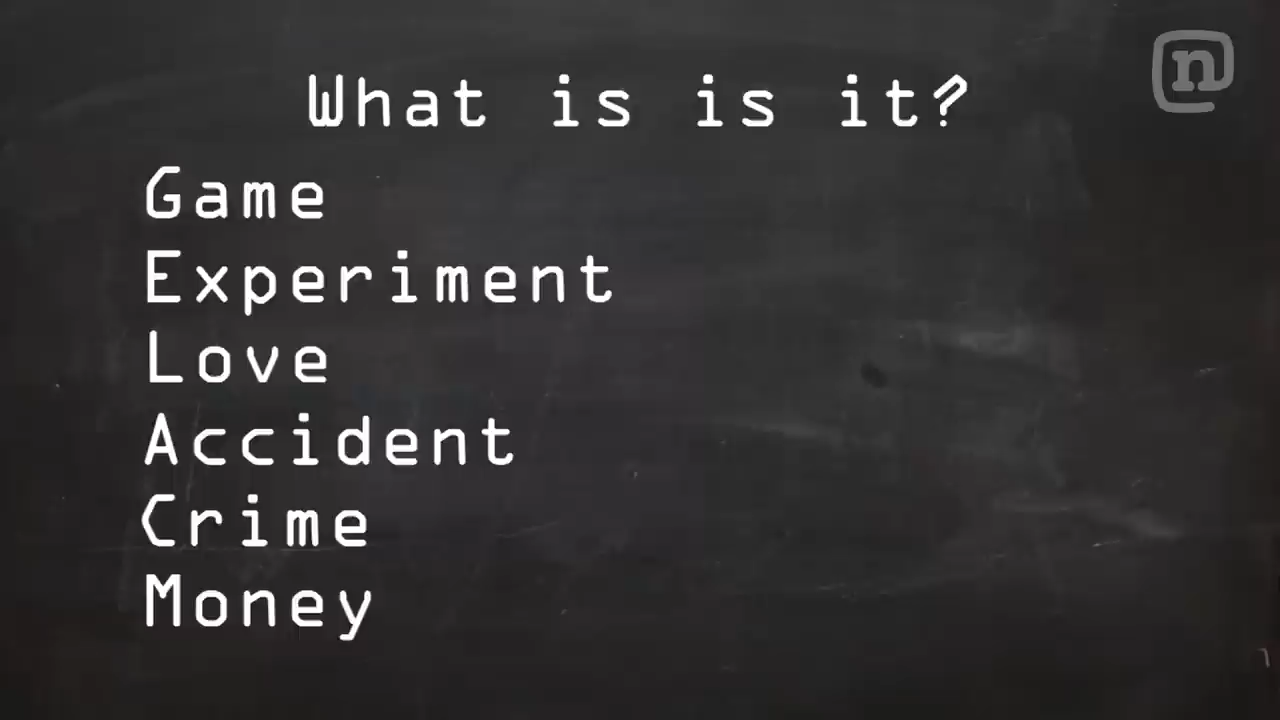 What is is it?
Game
Experiment
Love
Accident
Crime
Money
n